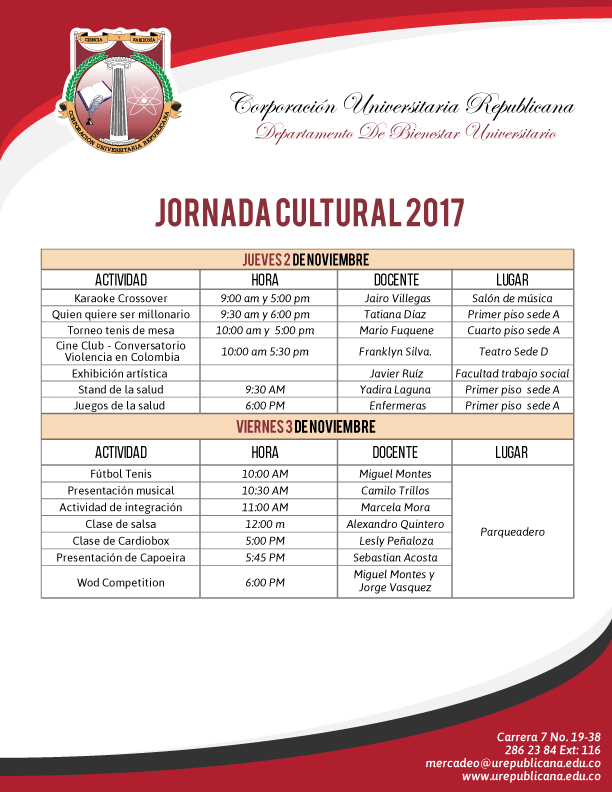 CIENCIA Y SABIDURÍA
CORPORACIÓN UNIVERSITARIA REPUBLICANA
Corporación Universitaria Republicana
Departamento De Bienestar Universitario
JORNADA CULTURAL 2017
JUEVES 2 DE NOVIEMBRE
ACTIVIDAD HORA DOCENTE LUGAR
Karaoke Crossover 9:00 am y 5:00 pm Jairo Villegas Salón de música
Quien quiere ser millonario 9:30 am y 6:00 pm Tatiana Díaz Primer piso sede A
Torneo tenis de mesa 10:00 am y 5:00 pm Mario Fuquene Cuarto piso sede A
Cine Club - Conversatorio
Violencia en Colombia 10:00 am 5:30 pm Franklyn Silva. Teatro Sede D
Exhibición artística Javier Ruíz Facultad trabajo social
Stand de la salud 9:30 AM Yadira Laguna Primer piso sede A
Juegos de la salud 6:00 PM Enfermeras Primer piso sede A
VIERNES 3 DE NOVIEMBRE
ACTIVIDAD HORA DOCENTE LUGAR
Fútbol Tenis 10:00 AM Miguel Montes
Presentación musical 10:30 AM Camilo Trillos
Actividad de integración 11:00 AM Marcela Mora
Clase de salsa 12:00 m Alexandro Quintero
Parqueadero
Clase de Cardiobox 5:00 PM Lesly Peñaloza
Presentación de Capoeira 5:45 PM Sebastian Acosta
Wod Competition 6:00 PM Miguel Montes y
Jorge Vasquez
Carrera 7 No. 19-38
286 23 84 Ext: 116
mercadeo@urepublicana.edu.co
www.urepublicana.edu.co